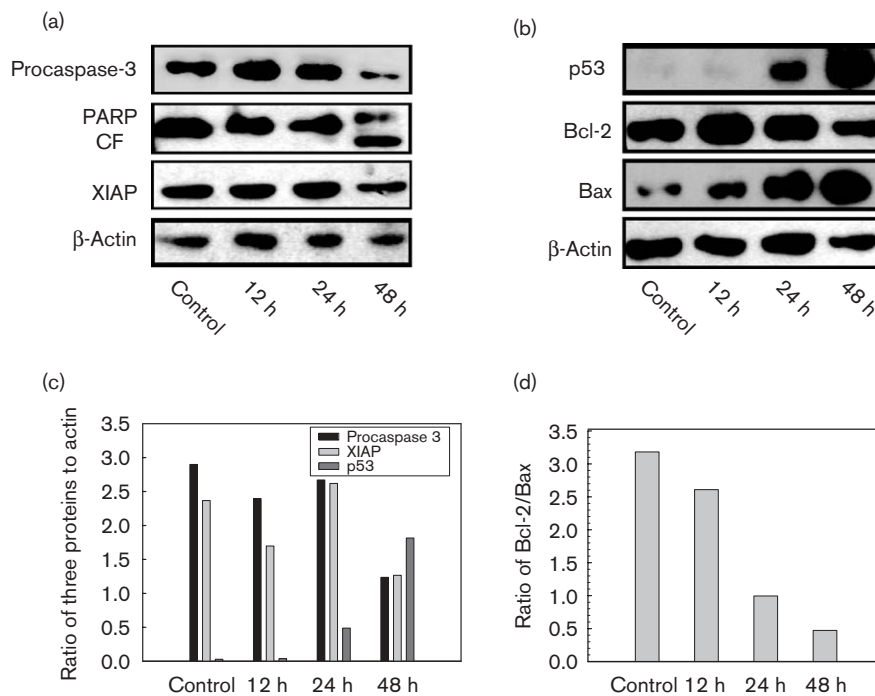 (a)
Procaspase-3
PARP
CF
XIAP
β-Actin
Control 12 h 24 h 48 h
(b)
p53
Bcl-2
Bax
β-Actin
Control 12 h 24 h 48 h
(c)
Ratio of three proteins to actin
3.5
3.0
2.5
2.0
1.5
1.0
0.5
0.0
Procaspase 3
XIAP
p53
Control 12 h 24 h 48 h
(d)
Ratio of Bcl-2/Bax
3.5
3.0
2.5
2.0
1.5
1.0
0.5
0.0
Control 12 h 24 h 48 h